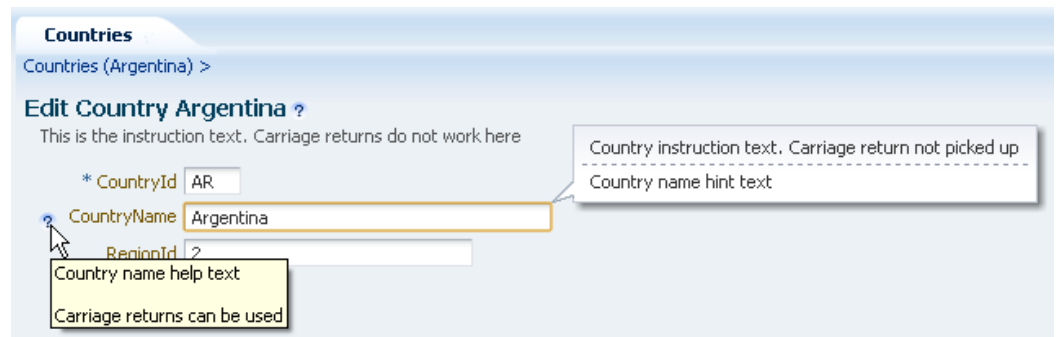 Countries
Countries (Argentina) >
Edit Country Argentina ?
This is the instruction text. Carriage returns do not work here
Country instruction text. Carriage return not picked up
Country name hint text
* CountryId AR
? CountryName Argentina
RegionId 2
Country name help text
Carriage returns can be used